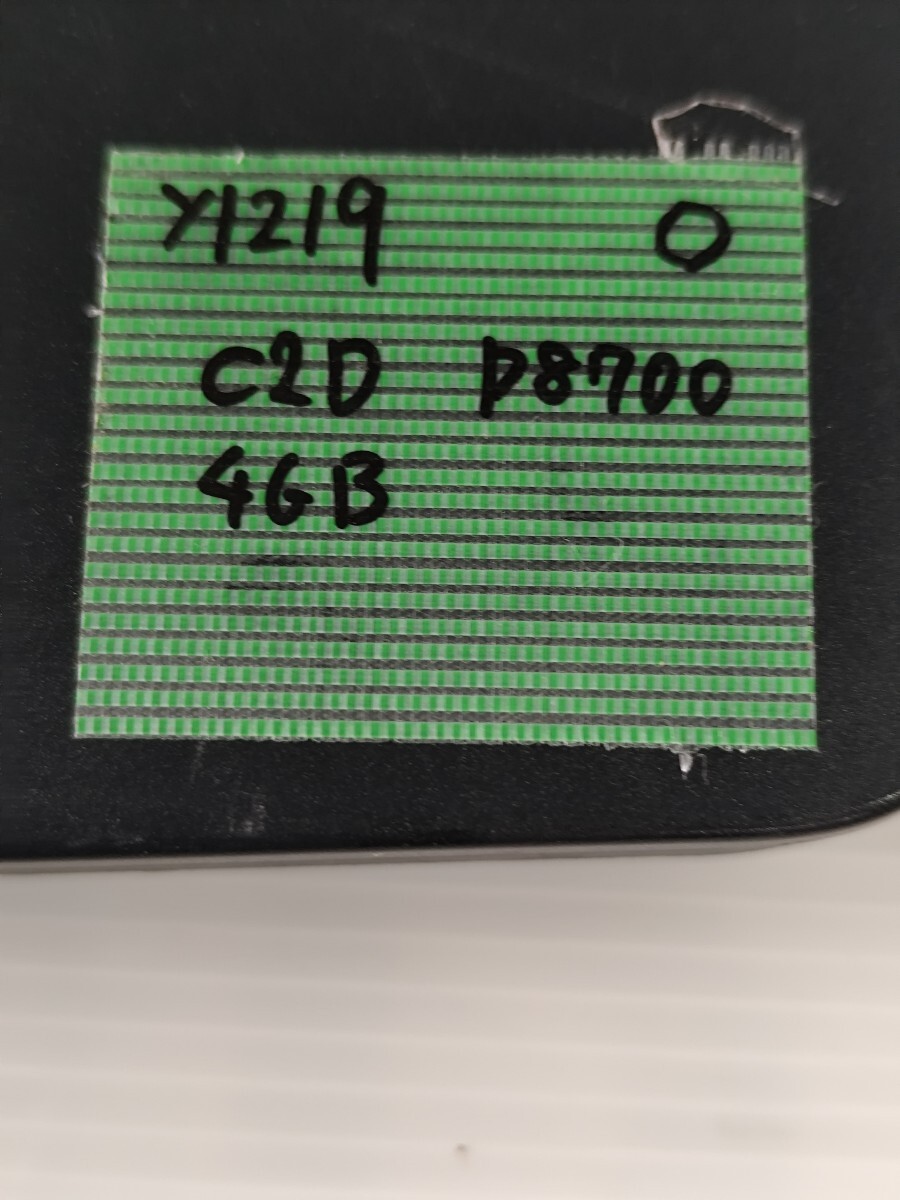 Y1219 O
C2D P8700
4GB